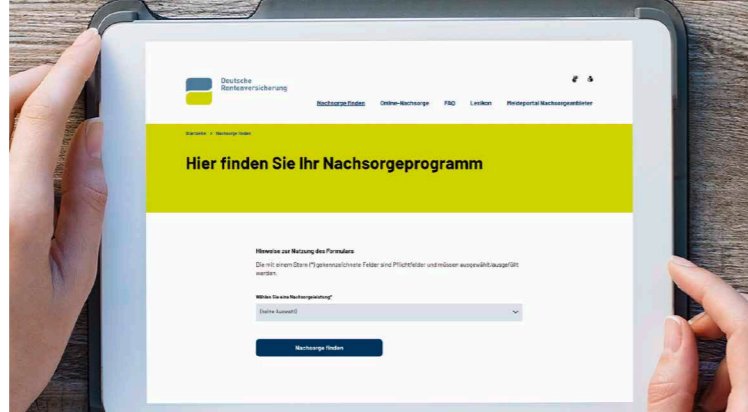 Deutsche
Rentenversicherung
Nachsorge finden Online-Nachsorge FAQ Lexikon Meldeportal Nachsorgeanbieter
Startseite > Nachsorge finden
Hier finden Sie Ihr Nachsorgeprogramm
Hinweise zur Nutzung des Formulars
Die mit einem Stern (*) gekennzeichnete Felder sind Pflichtfelder und müssen ausgewählt/ausgefüllt
werden.
Wählen Sie eine Nachsorgeleistung*
(keine Auswahl)
Nachsorge finden